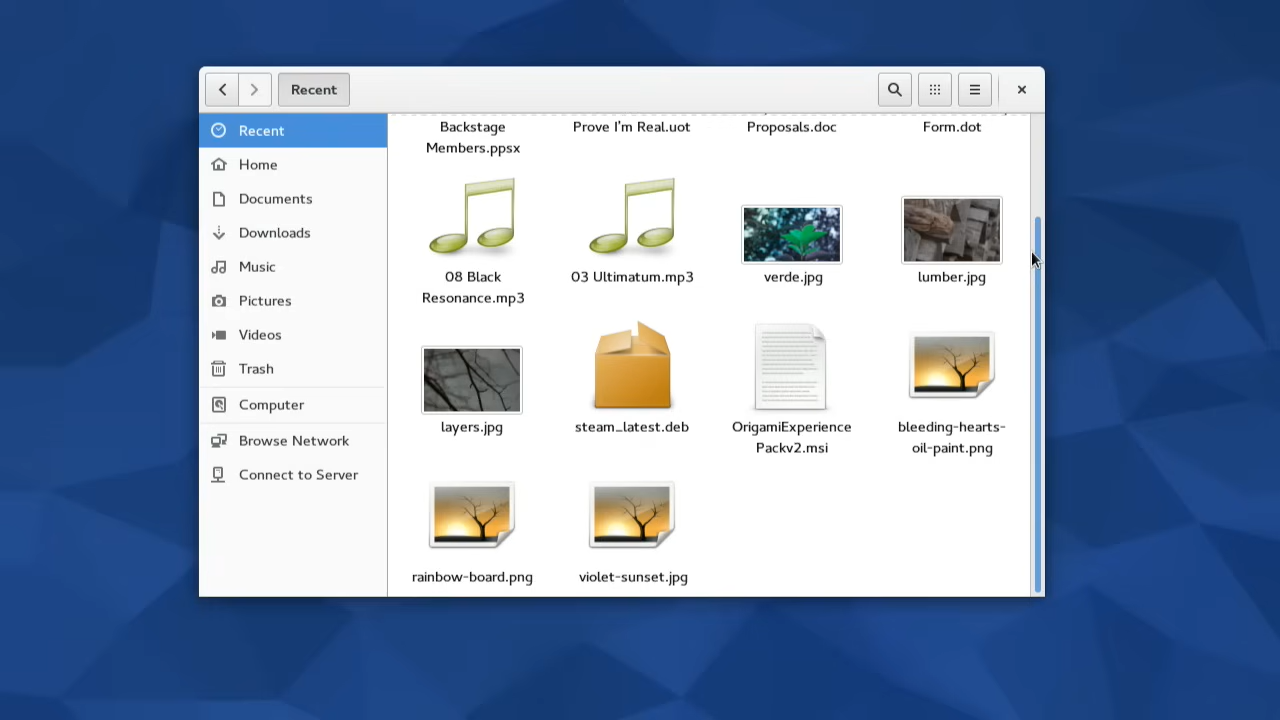 Recent
Recent
Home
Documents
Downloads
Music
Pictures
Videos
Trash
Computer
Browse Network
Connect to Server
Backstage Members.ppsx
Prove I'm Real.uot
Proposals.doc
Form.dot
08 Black Resonance.mp3
03 Ultimatum.mp3
verde.jpg
lumber.jpg
layers.jpg
steam_latest.deb
OrigamiExperience Packv2.msi
bleeding-hearts-oil-paint.png
rainbow-board.png
violet-sunset.jpg